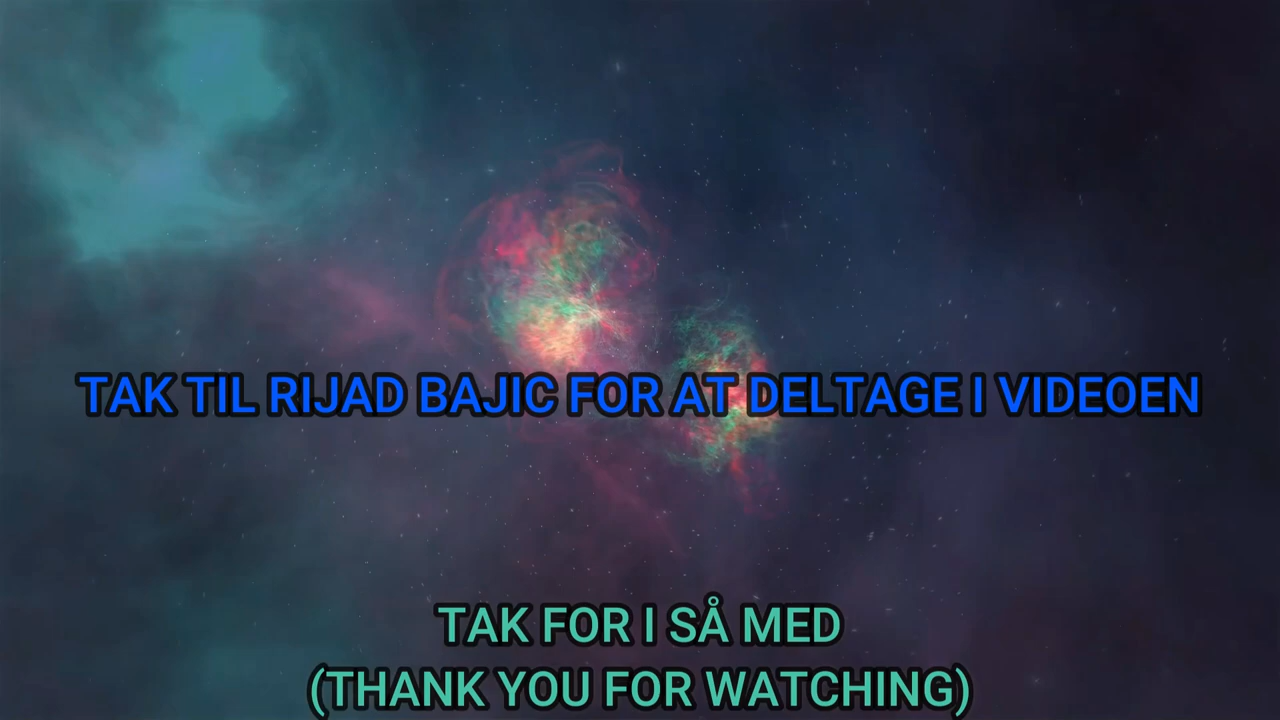 TAK TIL RIJAD BAJIC FOR AT DELTAGE I VIDEOEN
TAK FOR I SÅ MED
(THANK YOU FOR WATCHING)